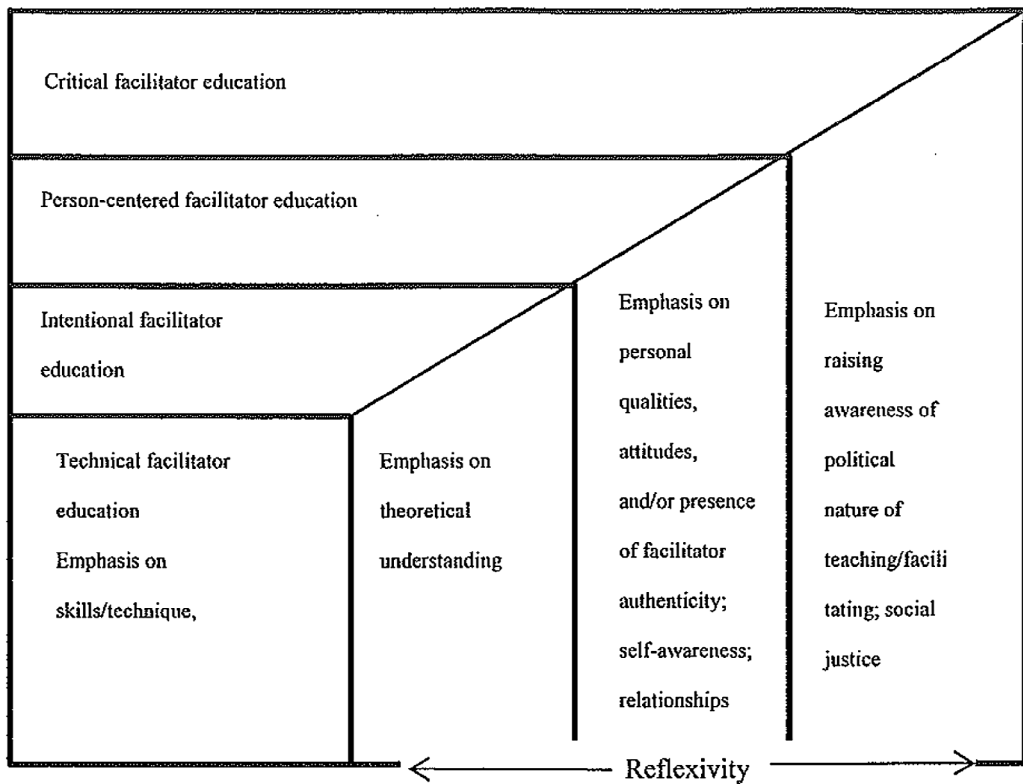 Critical facilitator education
Person-centered facilitator education
Intentional facilitator
education
Technical facilitator
education
Emphasis on
skills/technique,
Emphasis on
theoretical
understanding
Emphasis on
personal
qualities,
attitudes,
and/or presence
of facilitator
authenticity;
self-awareness;
relationships
Emphasis on
raising
awareness of
political
nature of
teaching/facili
tating; social
justice
Reflexivity